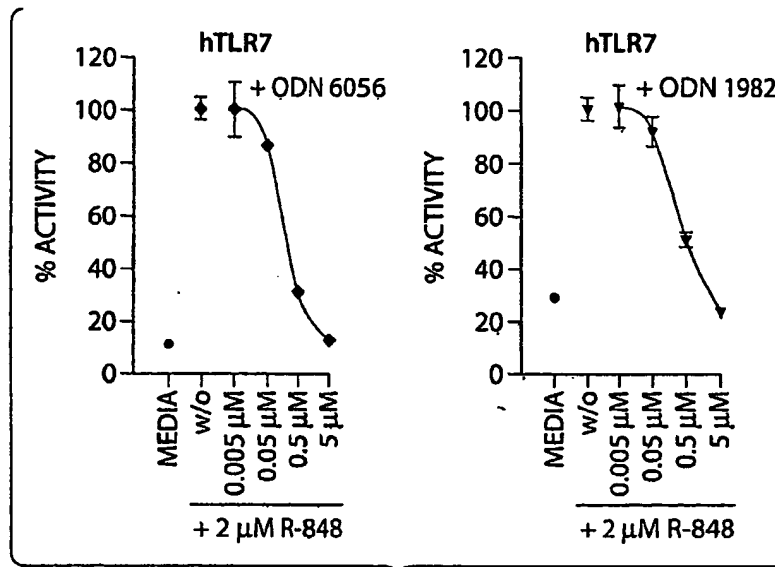 hTLR7
120
100
80
60
40
20
0
% ACTIVITY
+ ODN 6056
MEDIA
w/o
0.005 µM
0.05 µM
0.5 µM
5 µM
+ 2 µM R-848
hTLR7
120
100
80
60
40
20
0
% ACTIVITY
+ ODN 1982
MEDIA
w/o
0.005 µM
0.05 µM
0.5 µM
5 µM
+ 2 µM R-848